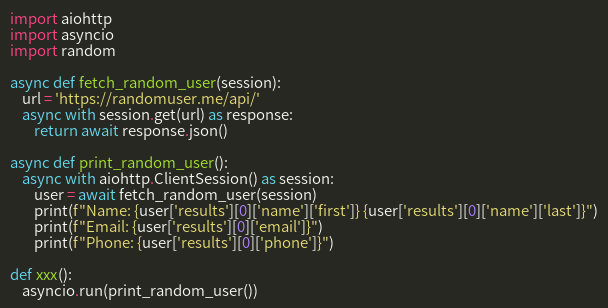 import aiohttp
import asyncio
import random

async def fetch_random_user(session):
    url = 'https://randomuser.me/api/'
    async with session.get(url) as response:
        return await response.json()

async def print_random_user():
    async with aiohttp.ClientSession() as session:
        user = await fetch_random_user(session)
        print(f"Name: {user['results'][0]['name']['first']} {user['results'][0]['name']['last']}")
        print(f"Email: {user['results'][0]['email']}")
        print(f"Phone: {user['results'][0]['phone']}")

def xxx():
    asyncio.run(print_random_user())